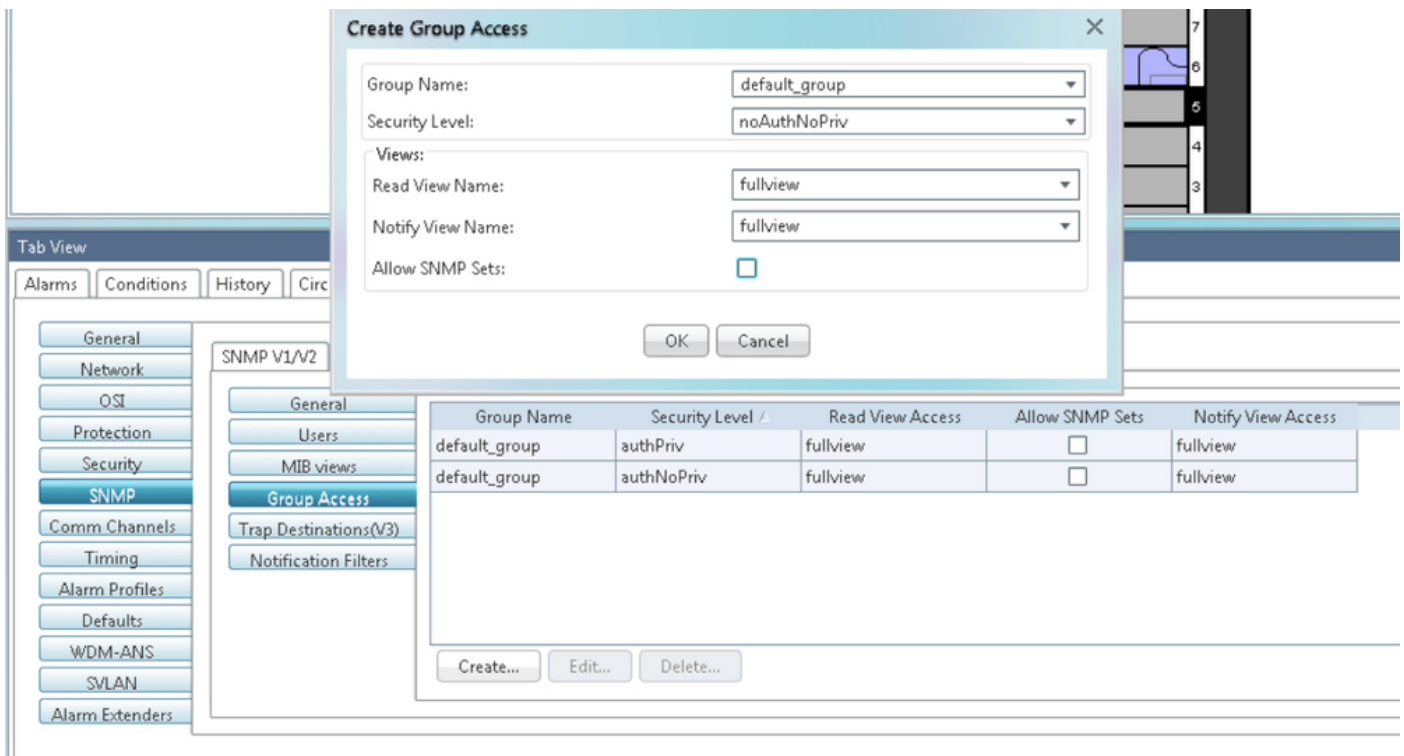 Create Group Access
Group Name: default_group
Security Level: noAuthNoPriv
Views:
Read View Name: fullview
Notify View Name: fullview
Allow SNMP Sets:
OK Cancel
7
6
5
4
3
Tab View
Alarms Conditions History Circ
General
Network
OSI
Protection
Security
SNMP
Comm Channels
Timing
Alarm Profiles
Defaults
WDM-ANS
SVLAN
Alarm Extenders
SNMP V1/V2
General
Users
MIB views
Group Access
Trap Destinations(V3)
Notification Filters
Group Name Security Level Read View Access Allow SNMP Sets Notify View Access
default_group authPriv fullview fullview
default_group authNoPriv fullview fullview
Create... Edit... Delete...